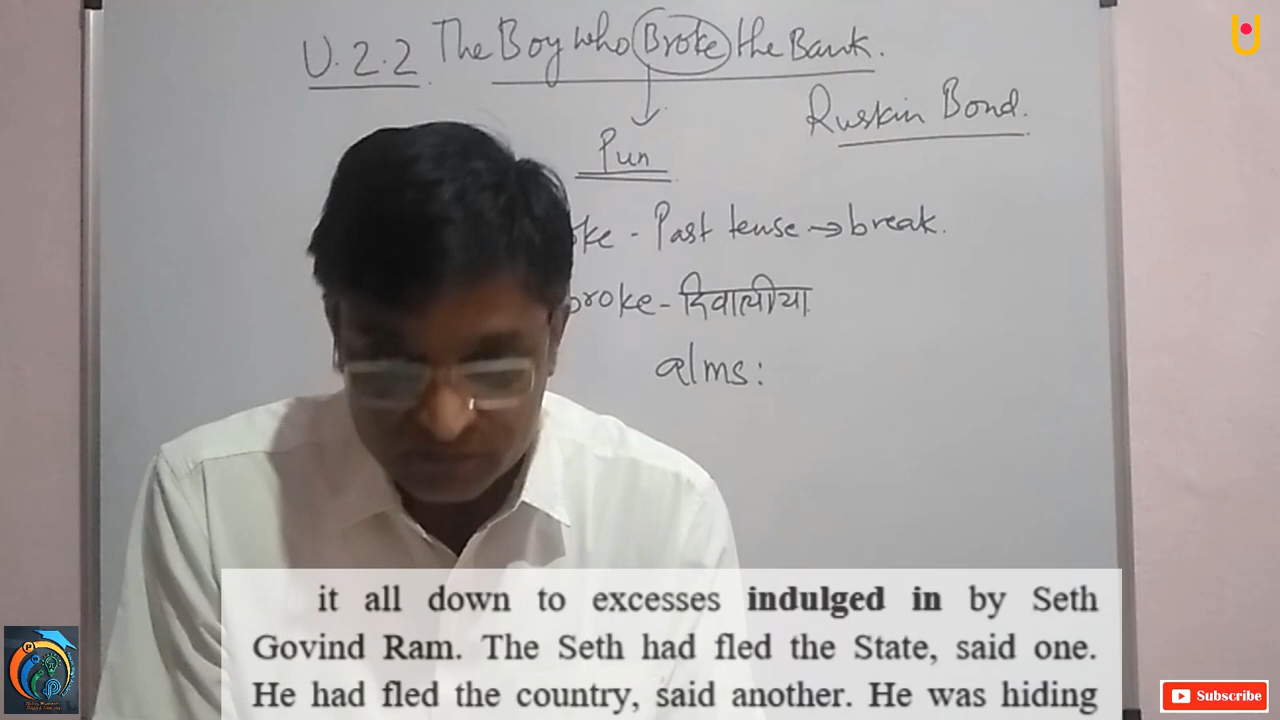 U.2.2 The Boy who Broke the Bank.
Ruskin Bond.
Pun
oke - Past tense → break.
broke - दिवालीया
alms:
it all down to excesses indulged in by Seth
Govind Ram. The Seth had fled the State, said one.
He had fled the country, said another. He was hiding
Subscribe